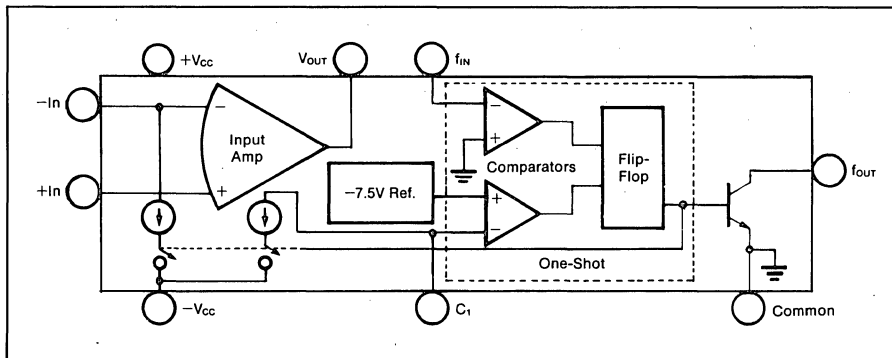 +VCC
VOUT
fIN
−In
− Input Amp +
− +
Comparators
Flip-Flop
fOUT
+In
−7.5V Ref.
+ −
One-Shot
−VCC
C1
Common